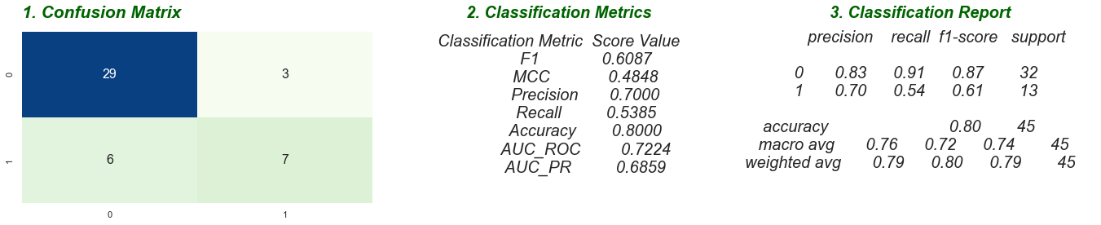 1. Confusion Matrix
0
29 3
1
6 7
0 1
2. Classification Metrics
Classification Metric Score Value
F1 0.6087
MCC 0.4848
Precision 0.7000
Recall 0.5385
Accuracy 0.8000
AUC_ROC 0.7224
AUC_PR 0.6859
3. Classification Report
precision recall f1-score support
0 0.83 0.91 0.87 32
1 0.70 0.54 0.61 13
accuracy 0.80 45
macro avg 0.76 0.72 0.74 45
weighted avg 0.79 0.80 0.79 45